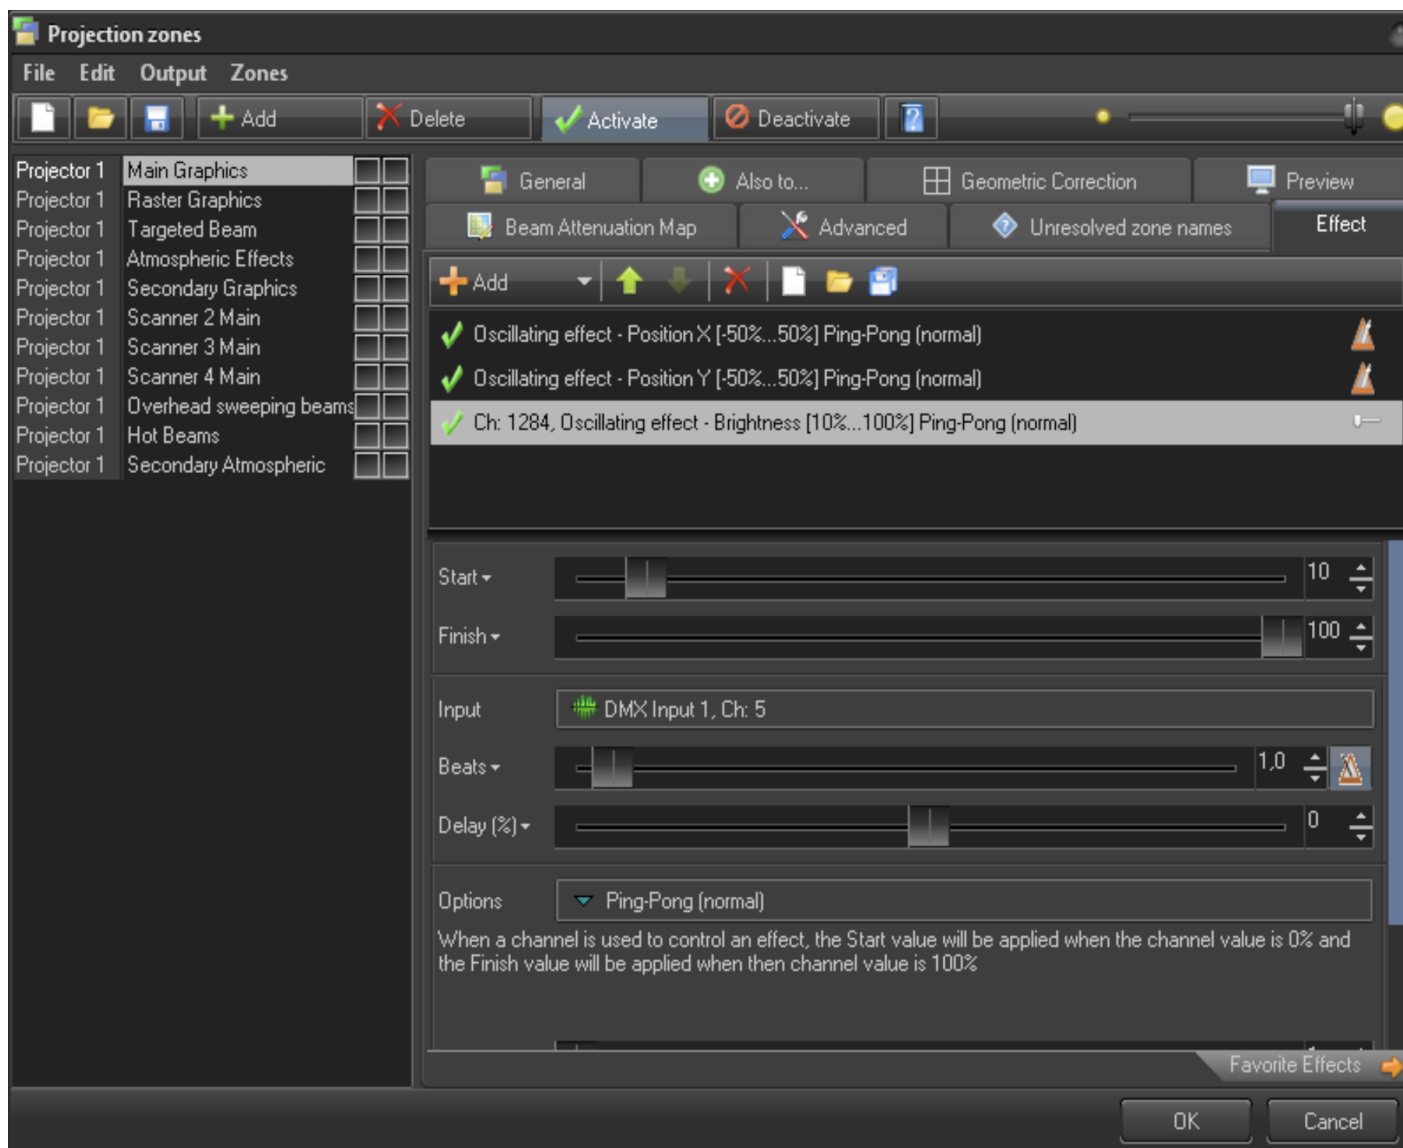 Projection zones
File Edit Output Zones
Add Delete Activate Deactivate
Projector 1 Main Graphics
Projector 1 Raster Graphics
Projector 1 Targeted Beam
Projector 1 Atmospheric Effects
Projector 1 Secondary Graphics
Projector 1 Scanner 2 Main
Projector 1 Scanner 3 Main
Projector 1 Scanner 4 Main
Projector 1 Overhead sweeping beams
Projector 1 Hot Beams
Projector 1 Secondary Atmospheric
General Also to... Geometric Correction Preview
Beam Attenuation Map Advanced Unresolved zone names Effect
Add
Oscillating effect - Position X [-50%...50%] Ping-Pong (normal)
Oscillating effect - Position Y [-50%...50%] Ping-Pong (normal)
Ch: 1284, Oscillating effect - Brightness [10%...100%] Ping-Pong (normal)
Start 10
Finish 100
Input DMX Input 1, Ch: 5
Beats 1,0
Delay (%) 0
Options Ping-Pong (normal)
When a channel is used to control an effect, the Start value will be applied when the channel value is 0% and
the Finish value will be applied when then channel value is 100%
Favorite Effects
OK Cancel